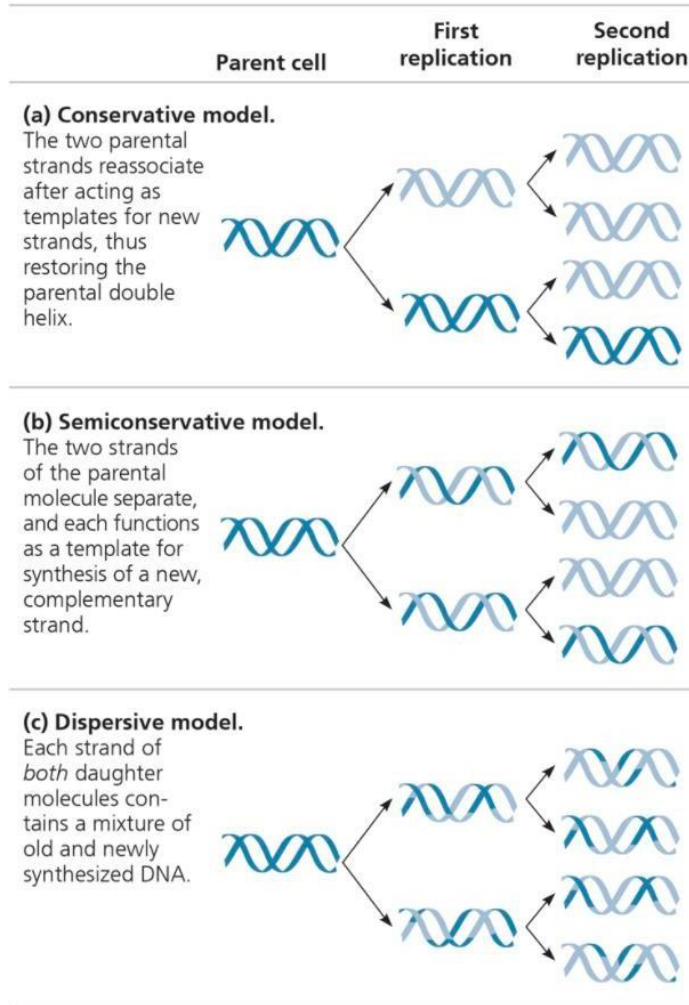 Parent cell
First
replication
Second
replication
(a) Conservative model.
The two parental
strands reassociate
after acting as
templates for new
strands, thus
restoring the
parental double
helix.
(b) Semiconservative model.
The two strands
of the parental
molecule separate,
and each functions
as a template for
synthesis of a new,
complementary
strand.
(c) Dispersive model.
Each strand of
both daughter
molecules con-
tains a mixture of
old and newly
synthesized DNA.